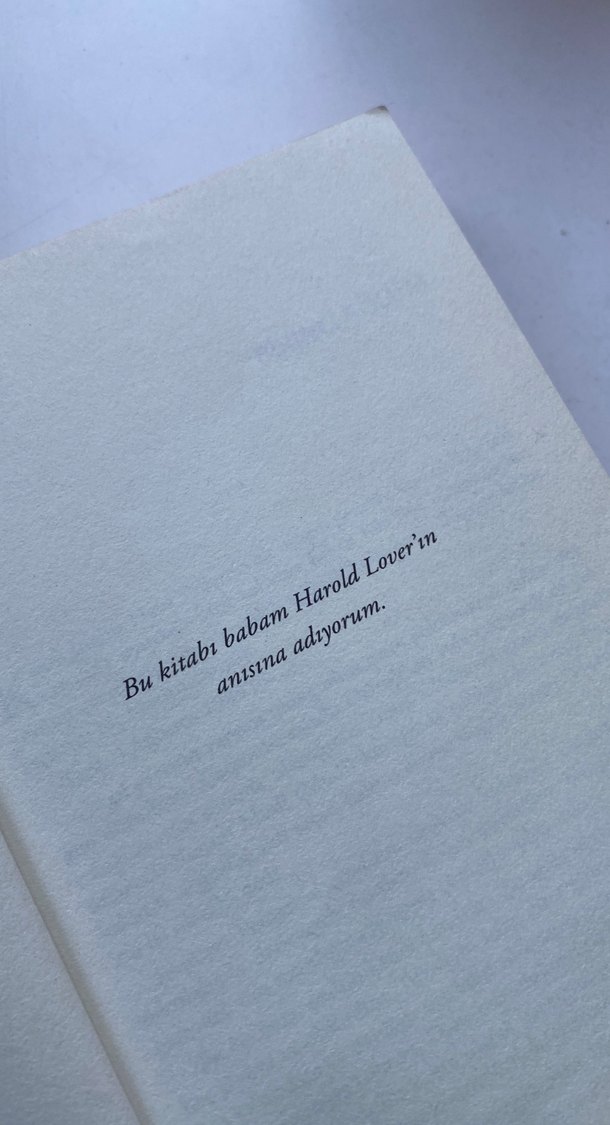 Bu kitabı babam Harold Lover'ın
anısına adıyorum.